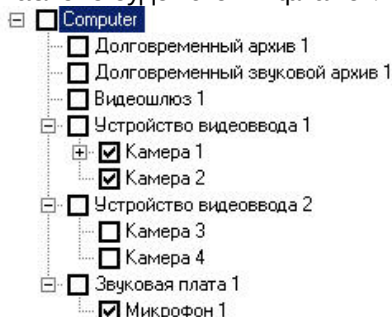 Computer
Долговременный архив 1
Долговременный звуковой архив 1
Видеошлюз 1
Устройство видеоввода 1
Камера 1
Камера 2
Устройство видеоввода 2
Камера 3
Камера 4
Звуковая плата 1
Микрофон 1